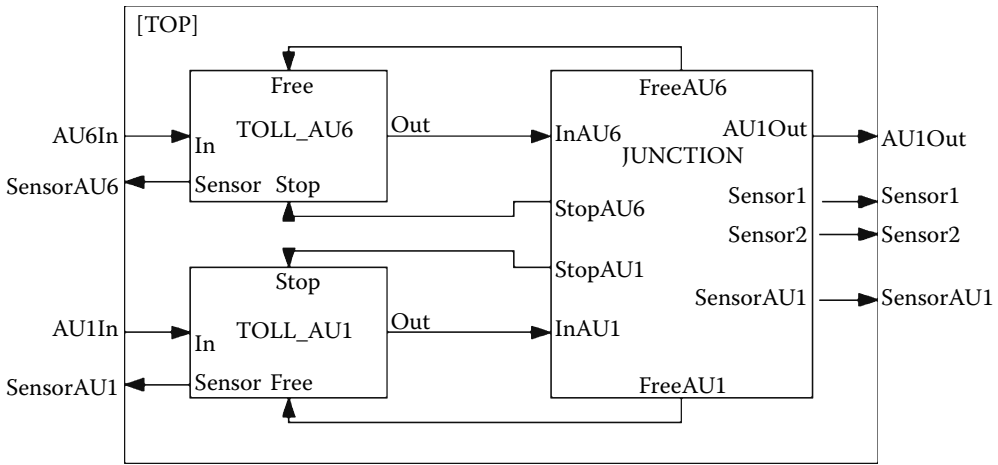 [TOP]
Free
FreeAU6
AU6In
In
TOLL_AU6
Out
InAU6
AU1Out
AU1Out
JUNCTION
SensorAU6
Sensor Stop
StopAU6
Sensor1
Sensor1
Sensor2
Sensor2
StopAU1
Stop
SensorAU1
SensorAU1
AU1In
In
TOLL_AU1
Out
InAU1
SensorAU1
Sensor Free
FreeAU1